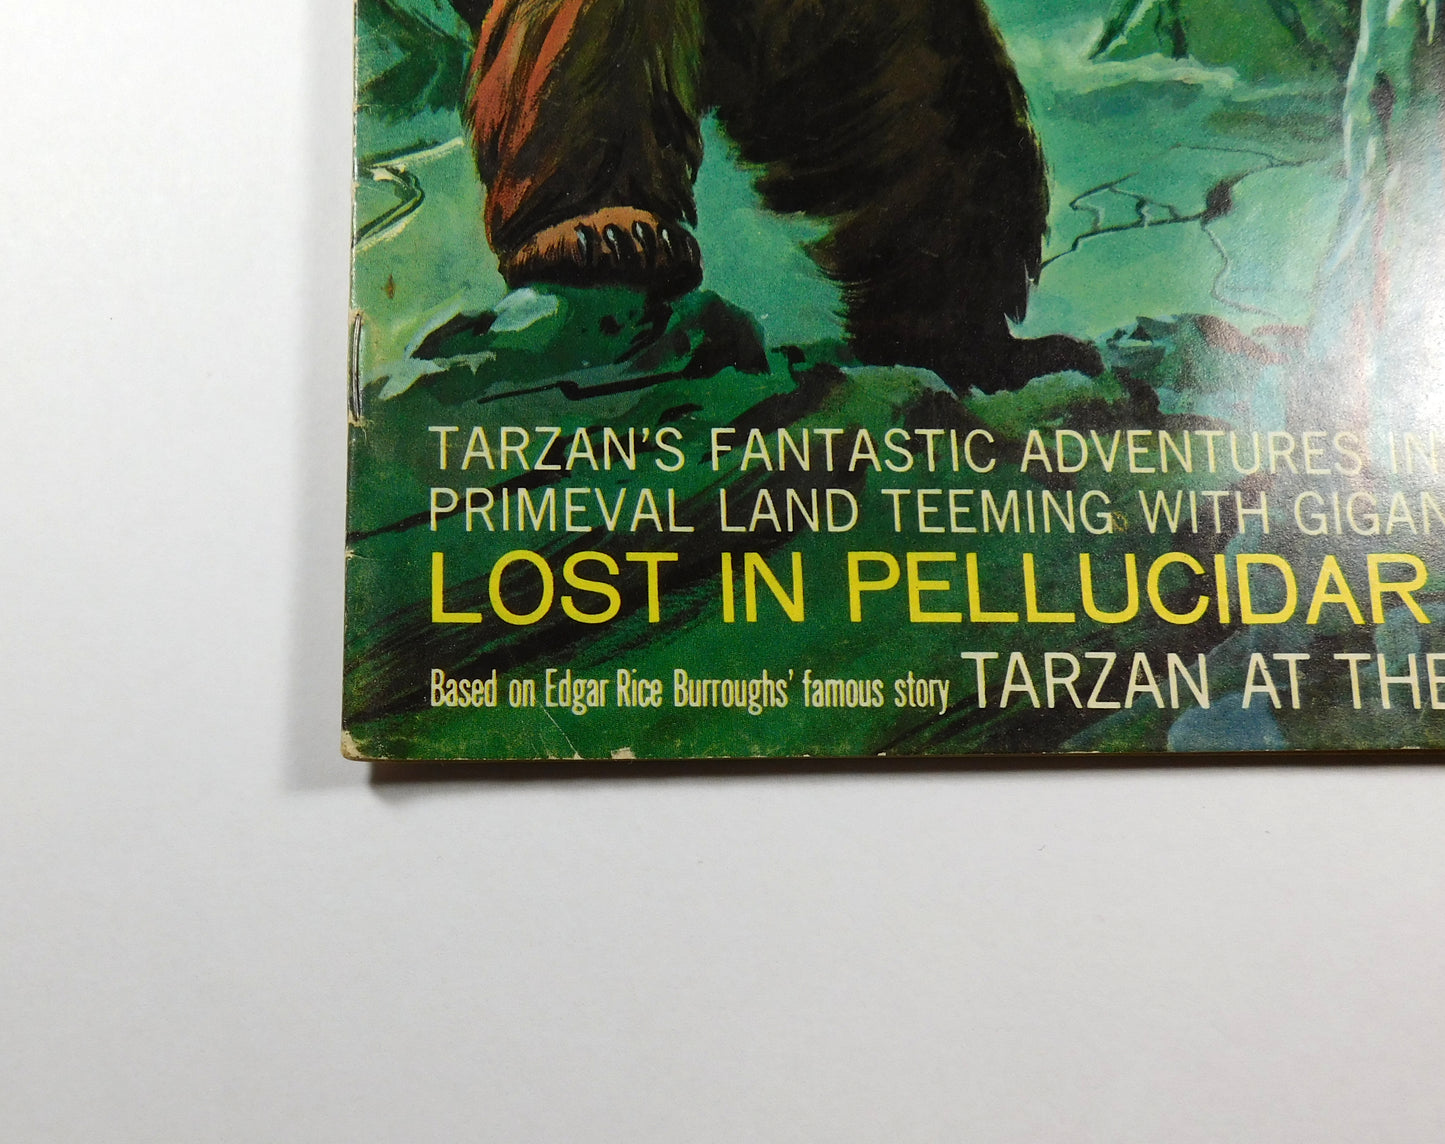 TARZAN'S FANTASTIC ADVENTURES IN
PRIMEVAL LAND TEEMING WITH GIGAN
LOST IN PELLUCIDAR
Based on Edgar Rice Burroughs' famous story TARZAN AT THE